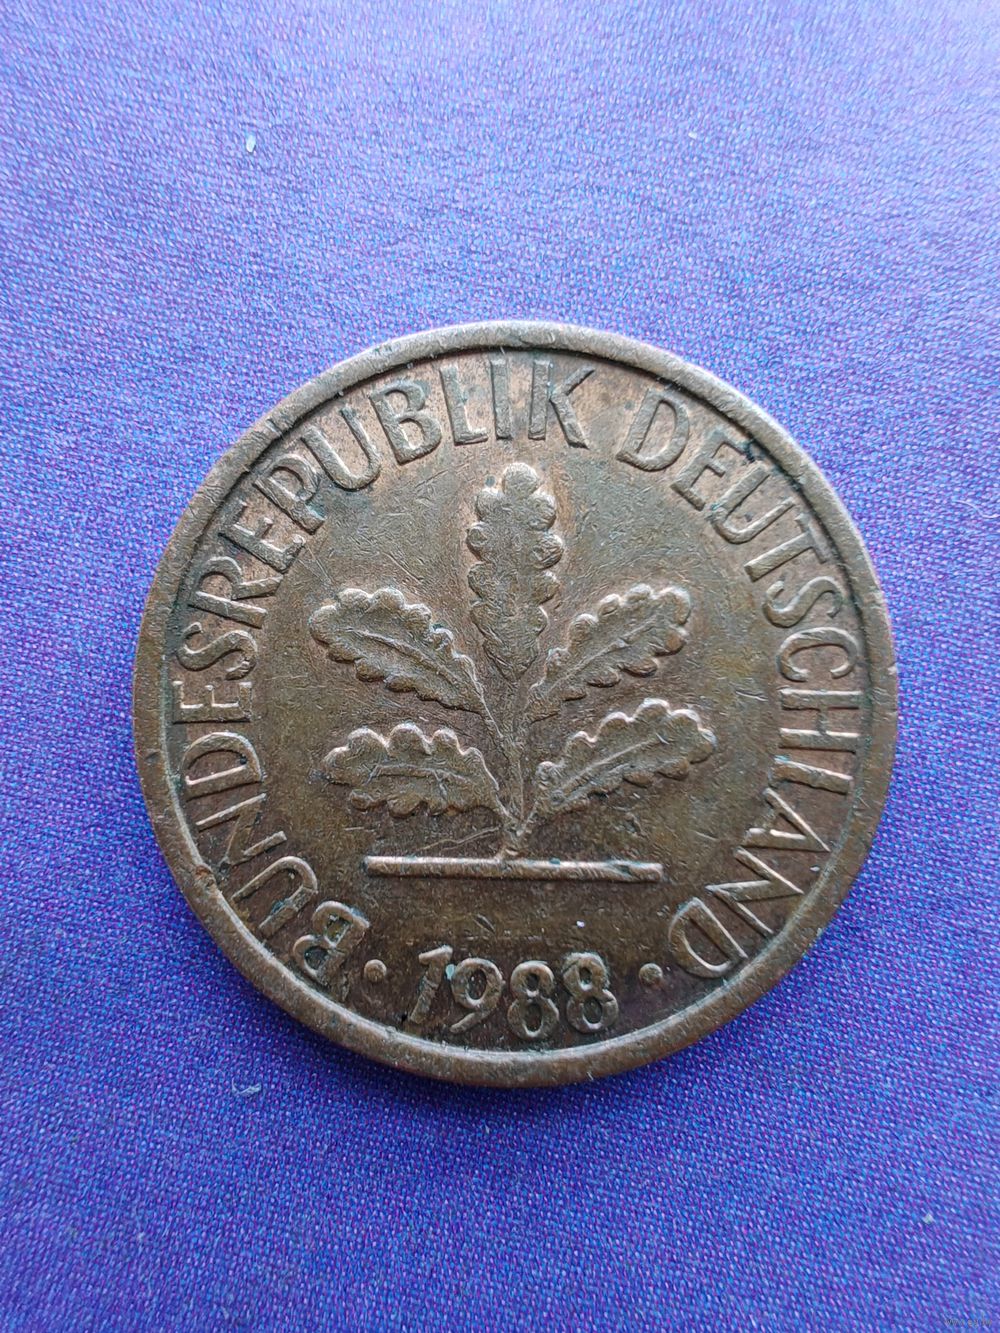 BUNDESREPUBLIK DEUTSCHLAND
· 1988 ·